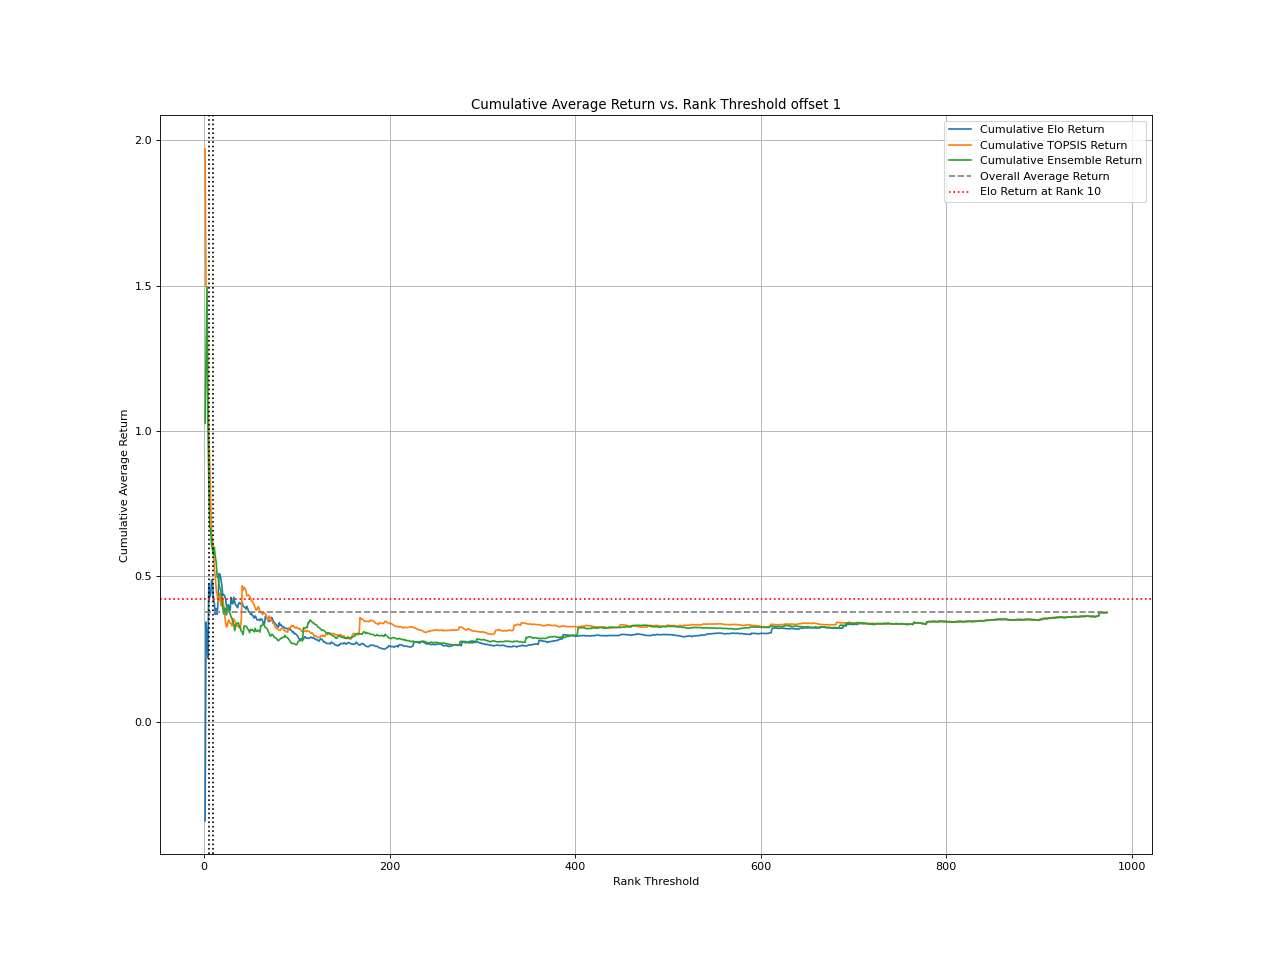 Cumulative Average Return vs. Rank Threshold offset 1
Cumulative Elo Return
Cumulative TOPSIS Return
Cumulative Ensemble Return
Overall Average Return
Elo Return at Rank 10
Cumulative Average Return
2.0
1.5
1.0
0.5
0.0
0
200
400
600
800
1000
Rank Threshold